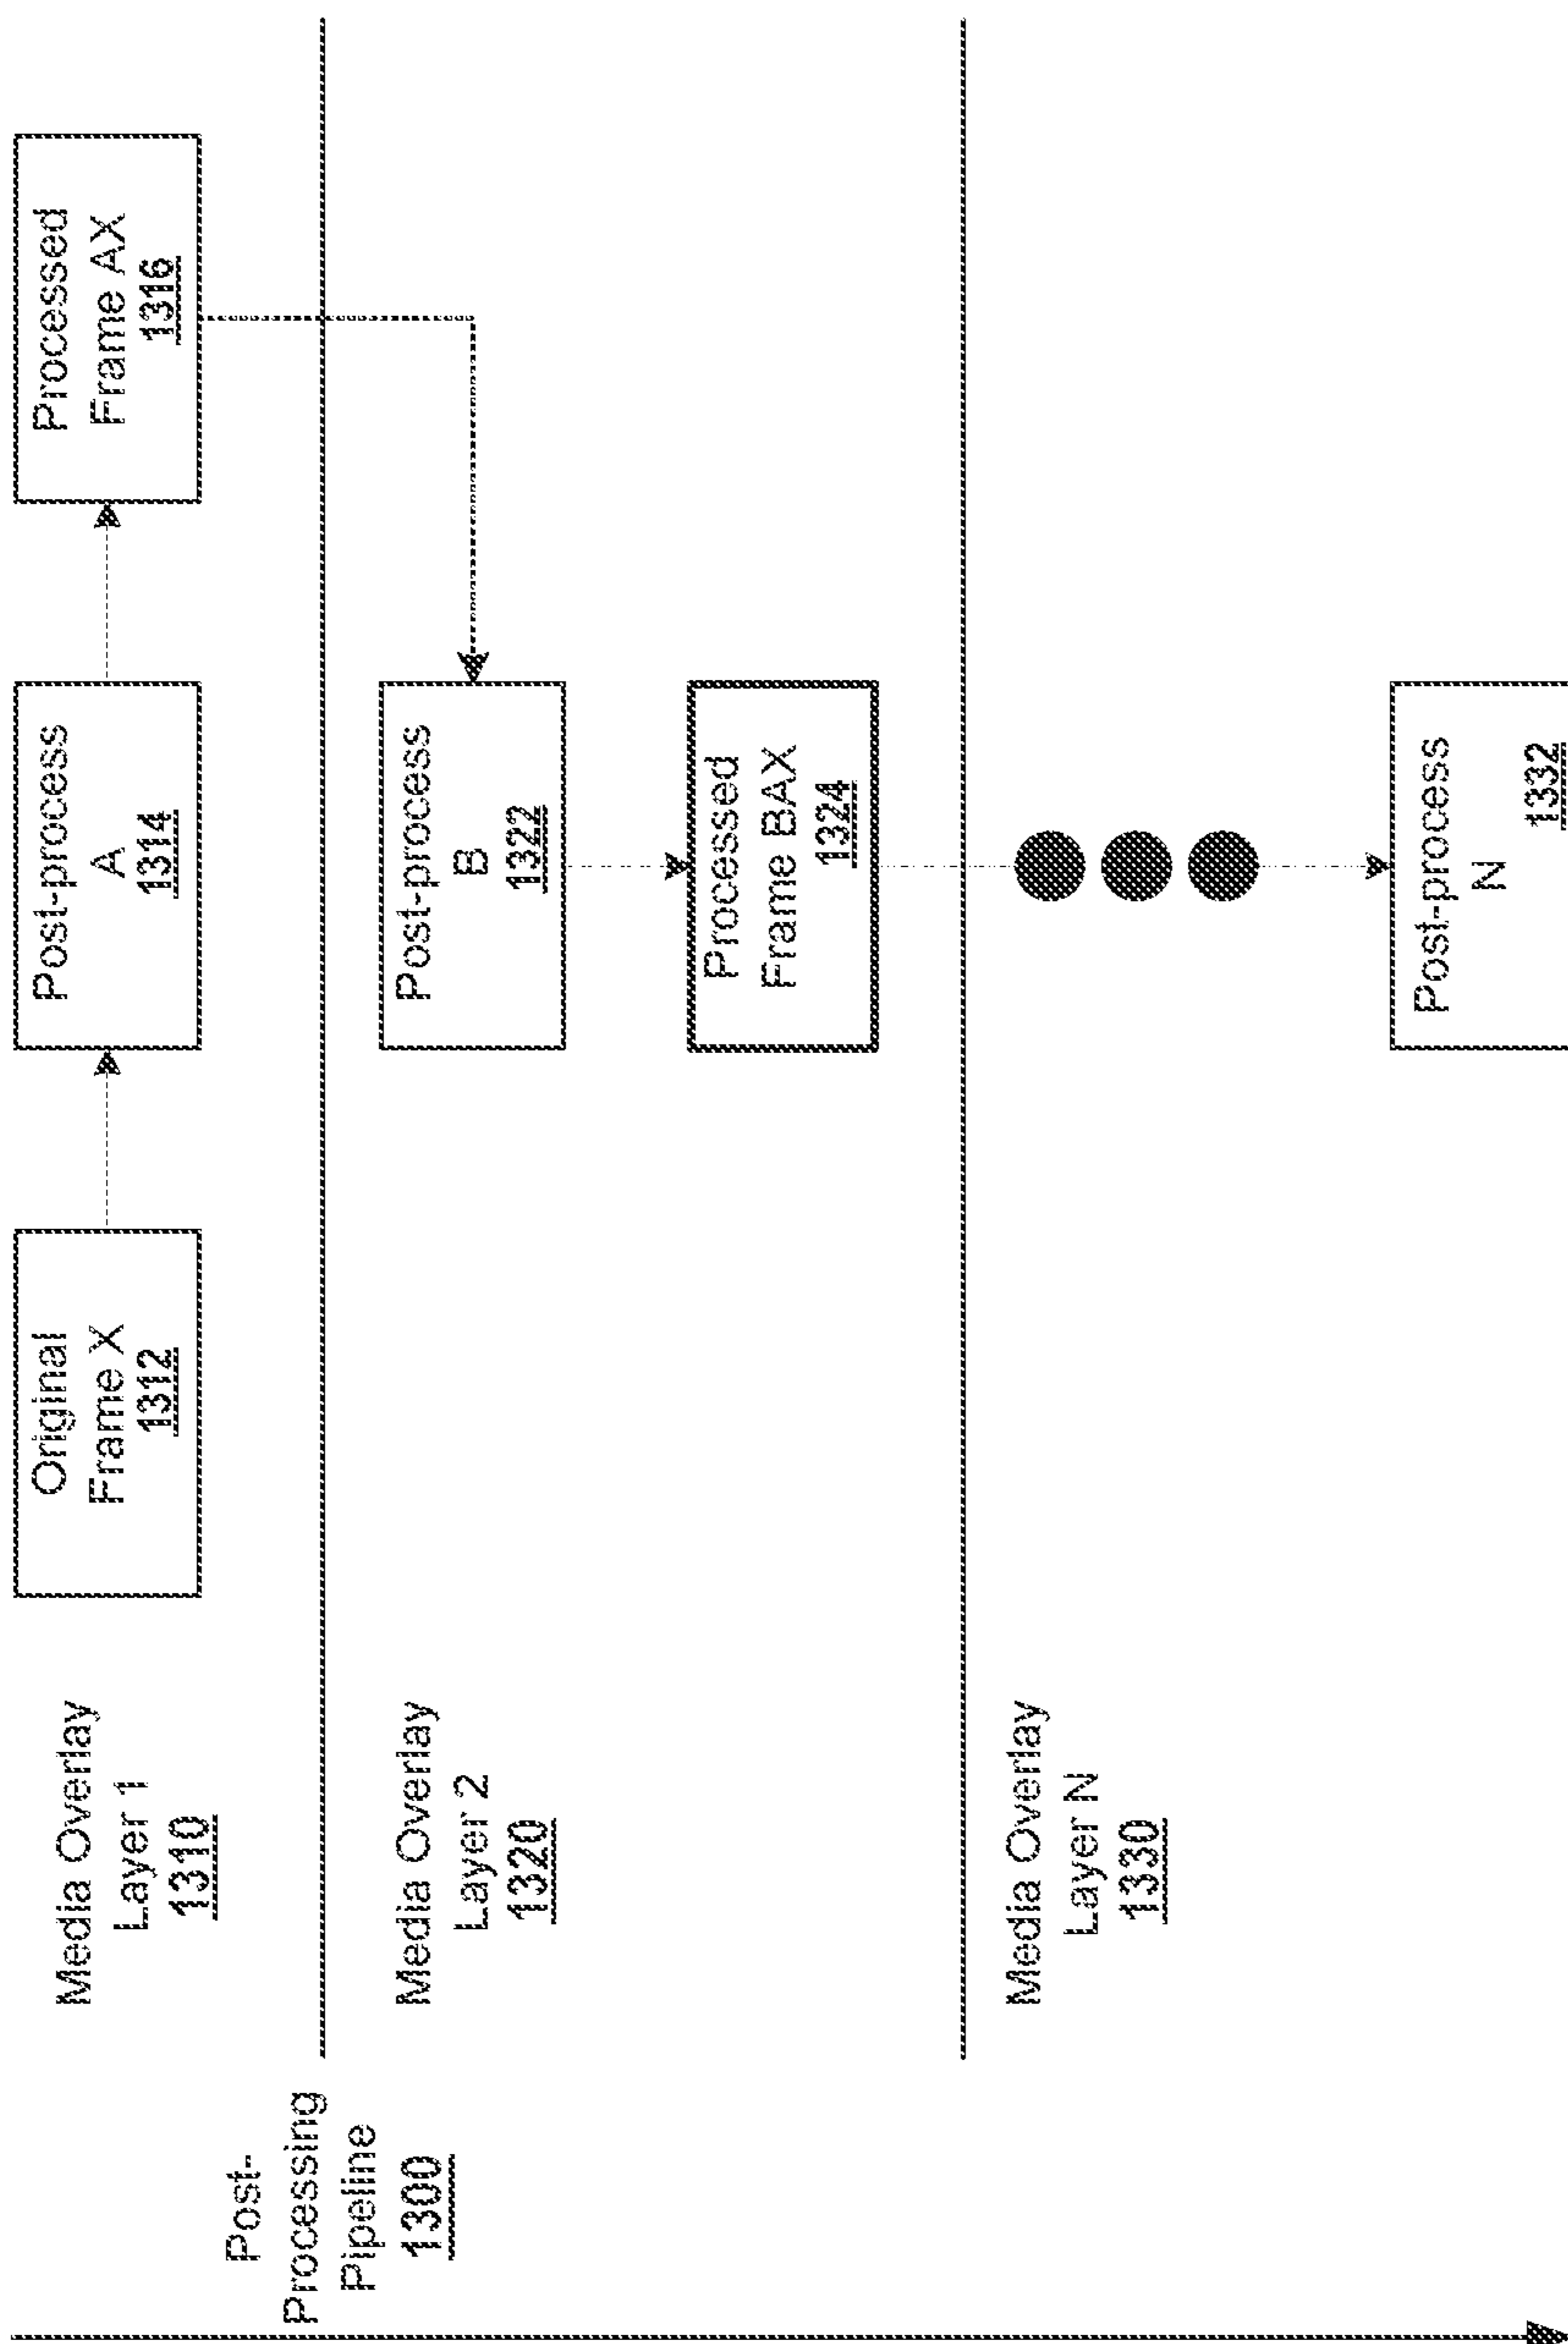 Post-
Processing
Pipeline
1300
Media Overlay
Layer 1
1310
Original
Frame X
1312
Post-process
A
1314
Processed
Frame AX
1316
Media Overlay
Layer 2
1320
Post-process
B
1322
Processed
Frame BAX
1324
Media Overlay
Layer N
1330
Post-process
N
1332